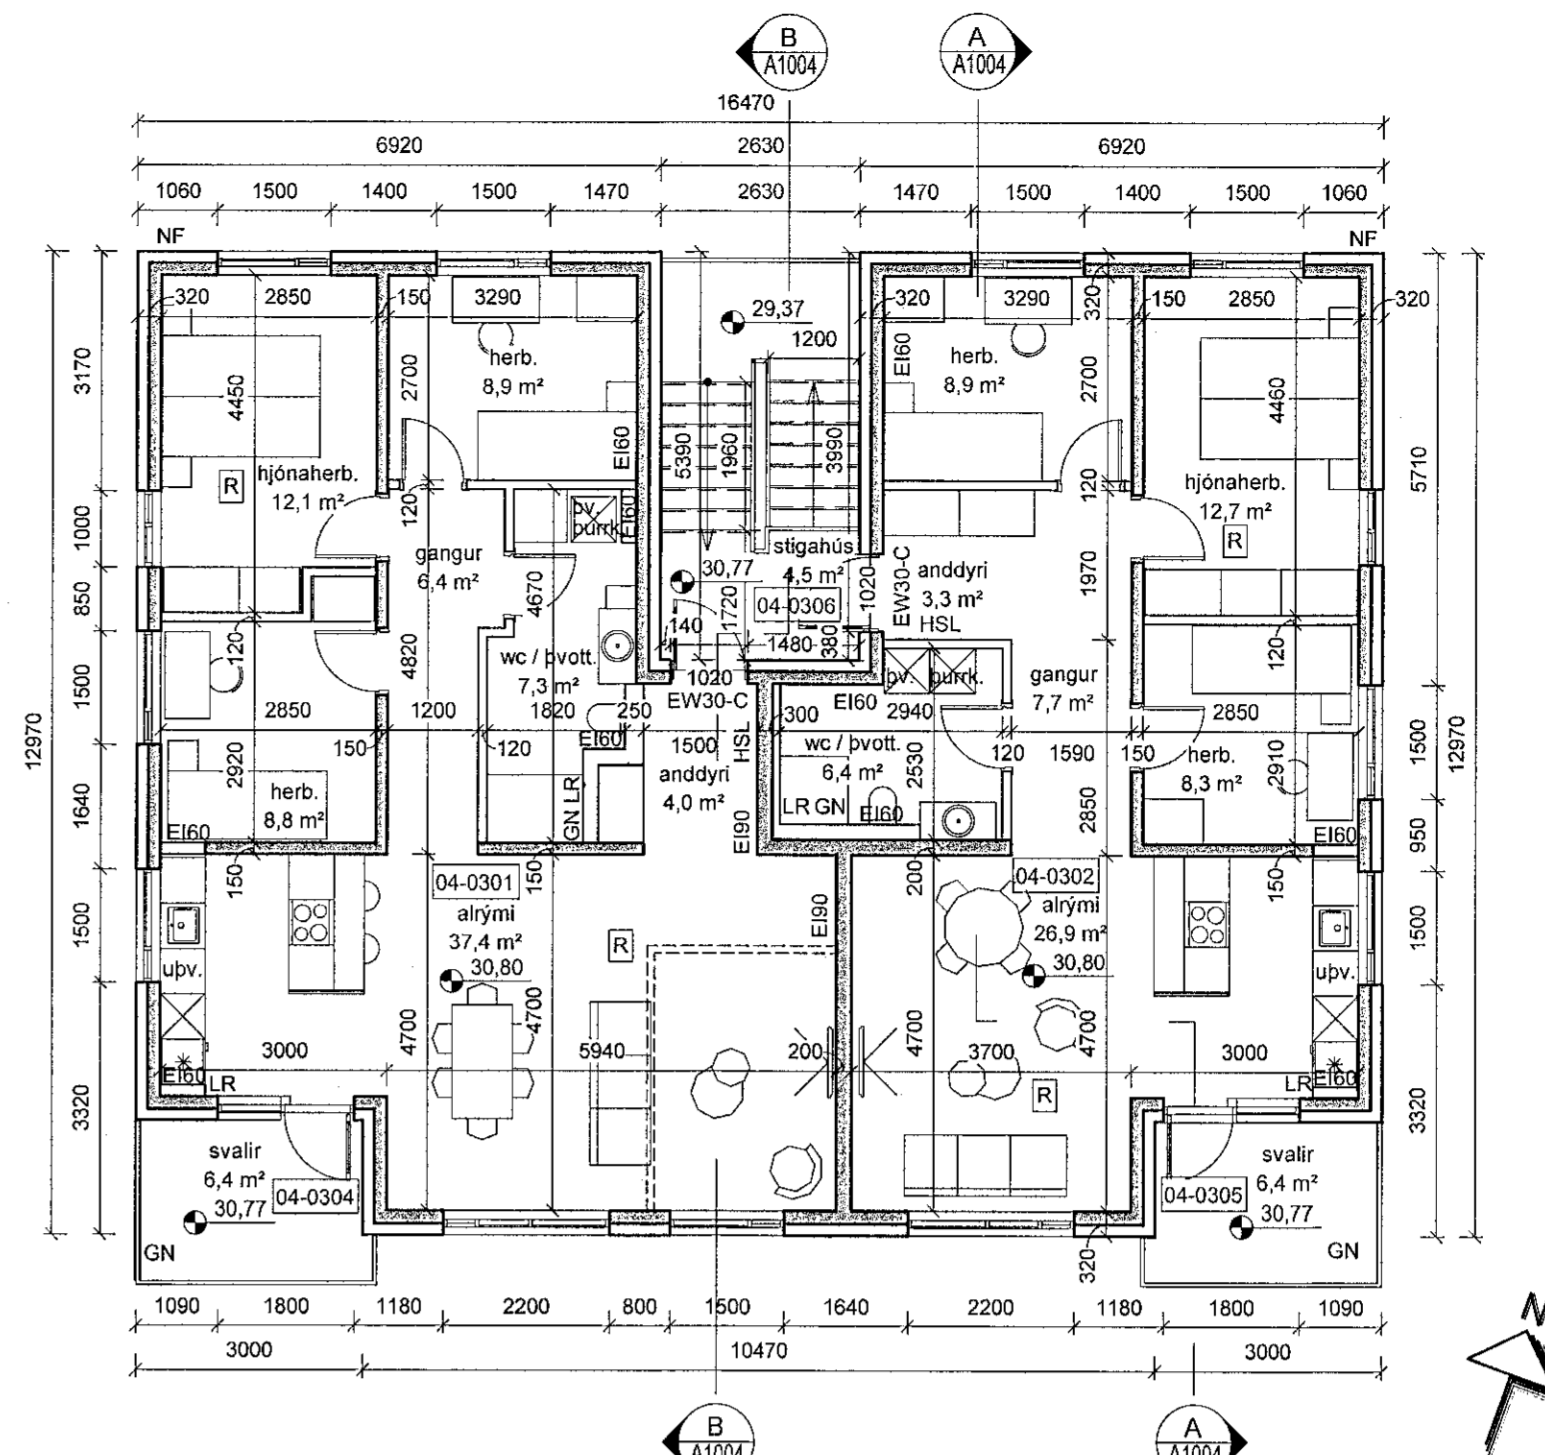 B
A1004
A
A1004
16470
6920
2630
6920
1060
1500
1400
1500
1470
2630
1470
1500
1400
1500
1060
NF
NF
320
2850
150
3290
29,37
1200
320
3290
320
150
2850
320
3170
1000
850
1500
1640
1500
3320
12970
5710
1500
950
1500
3320
12970
herb.
8,9 m²
2700
4450
hjónaherb.
12,1 m²
R
EI60
120
þv.
þurrk.
EI60
gangur
6,4 m²
4670
5390
1960
3990
stigahús
4,5 m²
30,77
04-0306
1720
140
1480
380
1020
1020
EW30-C
EW30-C
EI60
herb.
8,9 m²
2700
4460
hjónaherb.
12,7 m²
R
120
1970
anddyri
3,3 m²
HSL
120
4820
wc / þvott.
7,3 m²
120
þv.
þurrk.
gangur
7,7 m²
2850
150
1200
120
1820
250
EI60
1500
HSL
300
EI60
2940
120
1590
150
2850
2920
herb.
8,8 m²
EI60
GN LR
anddyri
4,0 m²
EI90
wc / þvott.
6,4 m²
2530
LR GN
EI60
2850
herb.
8,3 m²
2910
EI60
150
04-0301
150
alrými
37,4 m²
30,80
R
EI90
200
04-0302
alrými
26,9 m²
30,80
150
uþv.
uþv.
4700
4700
4700
4700
3000
5940
200
3700
3000
EI60
LR
R
LR
EI60
svalir
6,4 m²
30,77
04-0304
GN
svalir
6,4 m²
30,77
04-0305
GN
320
1090
1800
1180
2200
800
1500
1640
2200
1180
1800
1090
3000
10470
3000
N
B
A1004
A
A1004